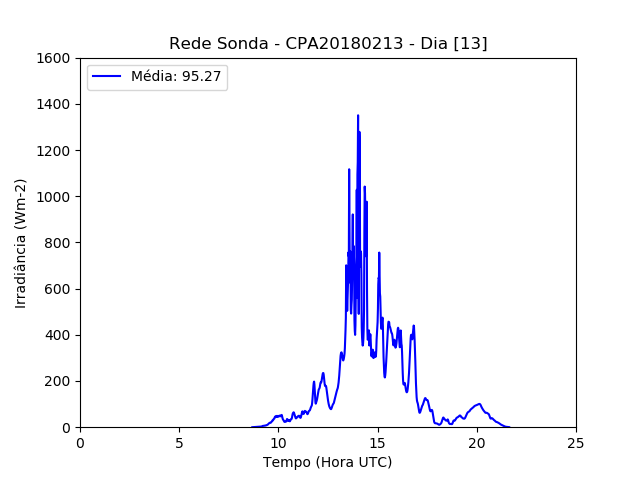 Rede Sonda - CPA20180213 - Dia [13]
Média: 95.27
Irradiância (Wm-2)
1600
1400
1200
1000
800
600
400
200
0
0 5 10 15 20 25
Tempo (Hora UTC)